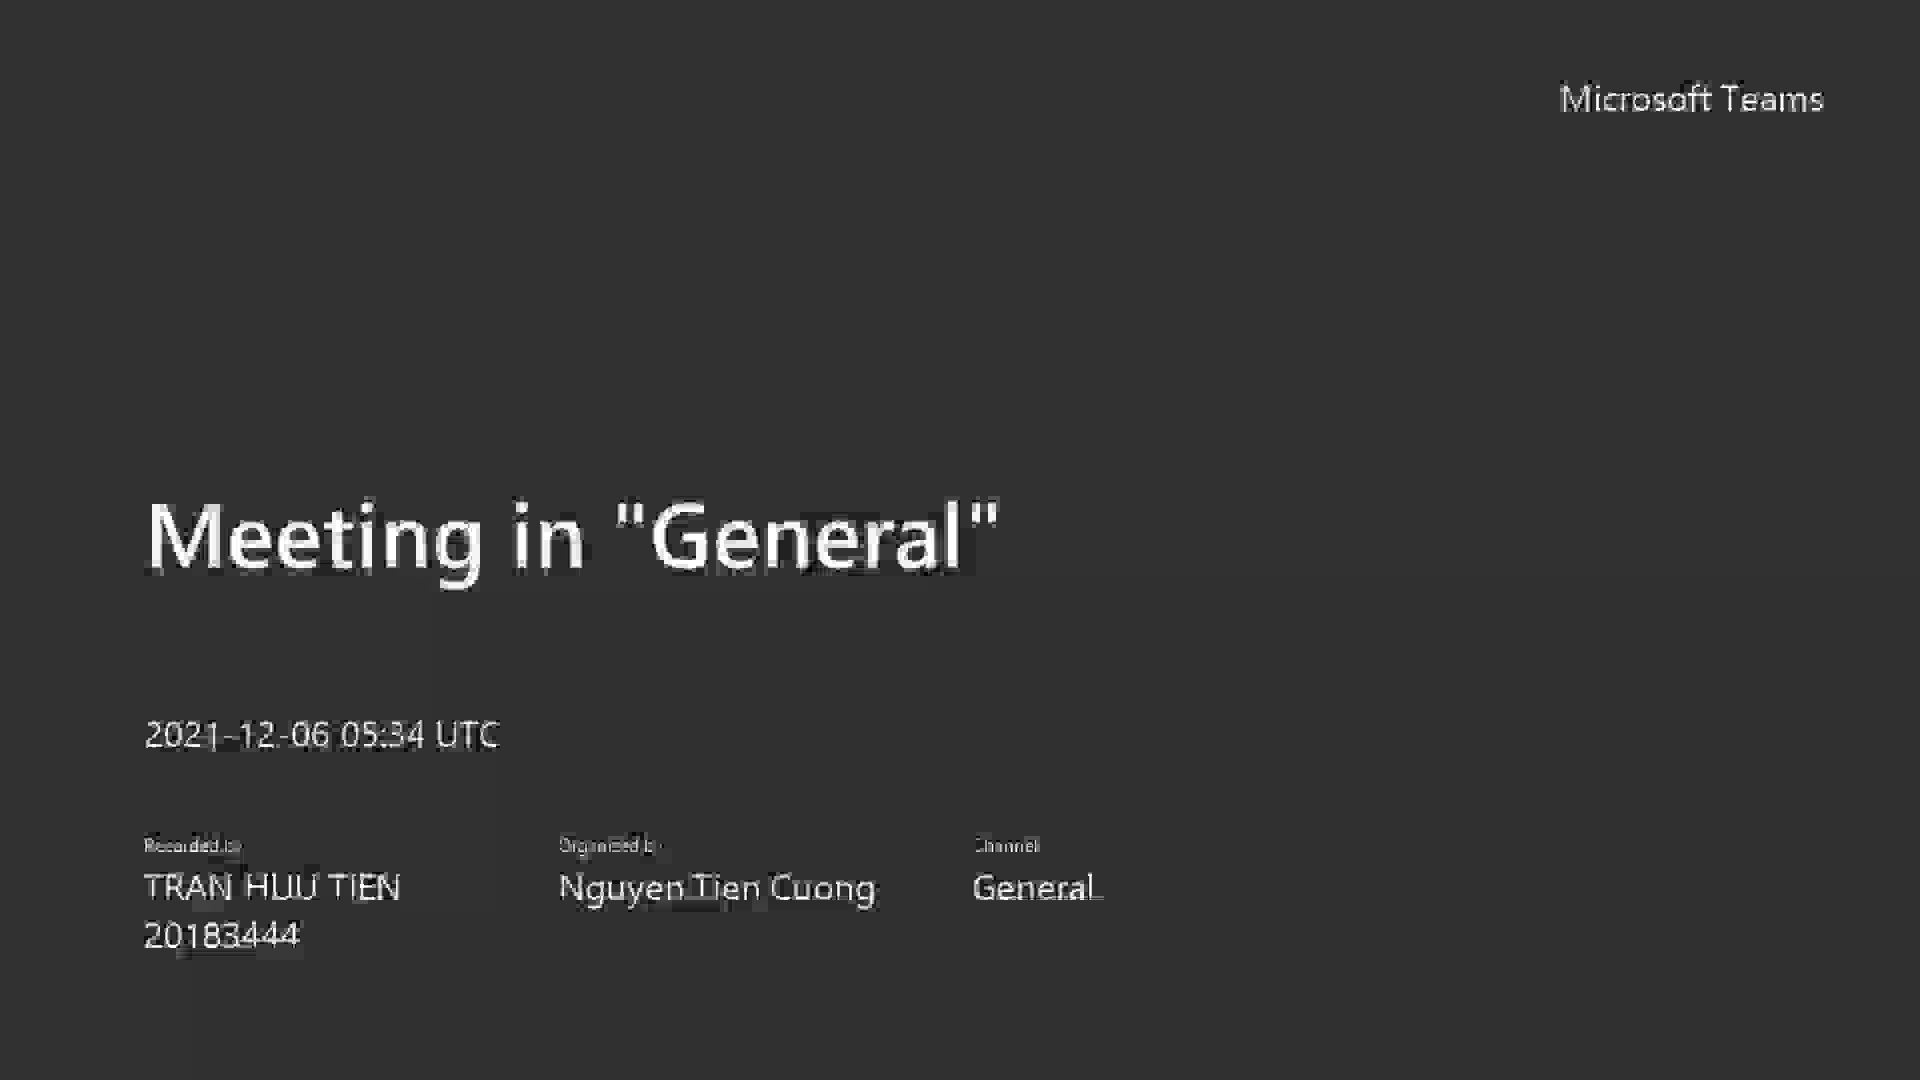 Microsoft Teams
Meeting in "General"
2021-12-06 05:34 UTC
Recorded by
Organized by
Channel
TRAN HUU TIEN
Nguyen Tien Cuong
General
20183444